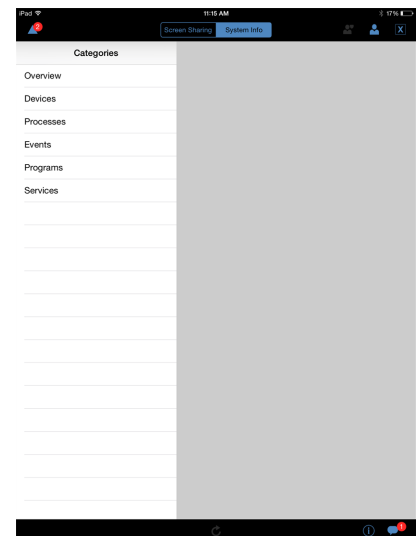 iPad 11:15 AM 17%
2 Screen Sharing System Info X
Categories
Overview
Devices
Processes
Events
Programs
Services
i 1